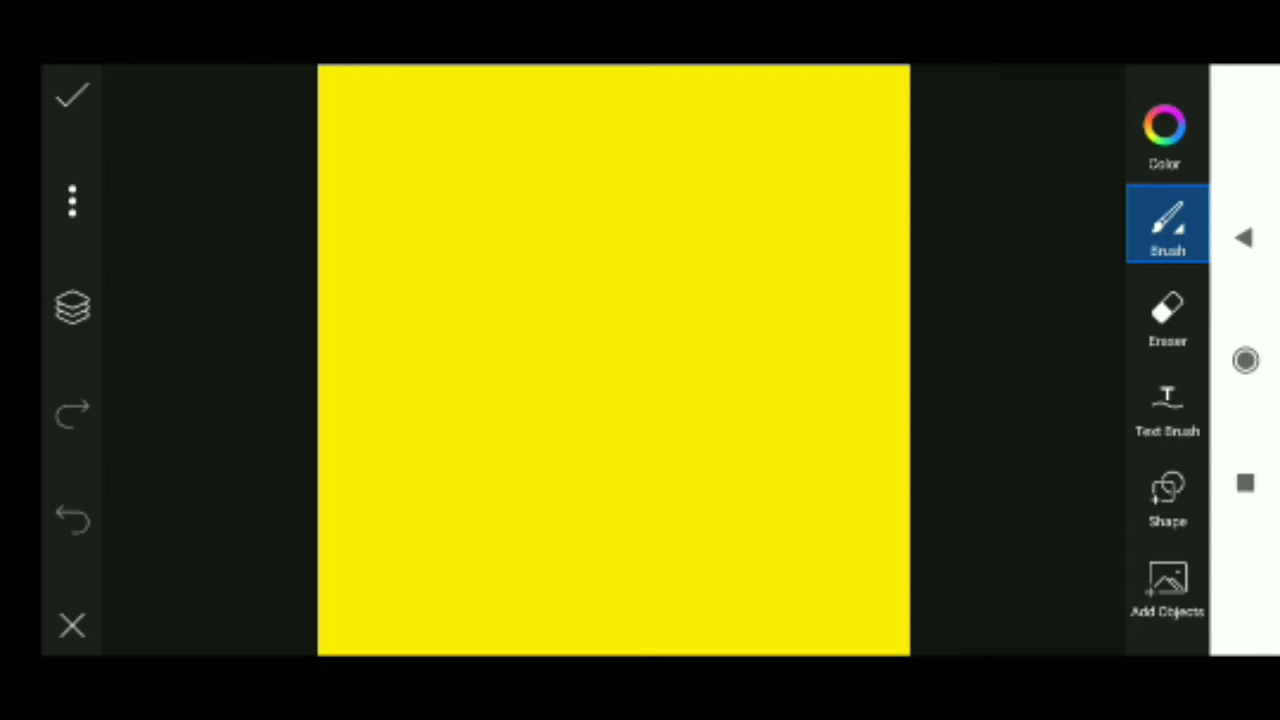 Color
Brush
Eraser
Text Brush
Shape
Add Objects